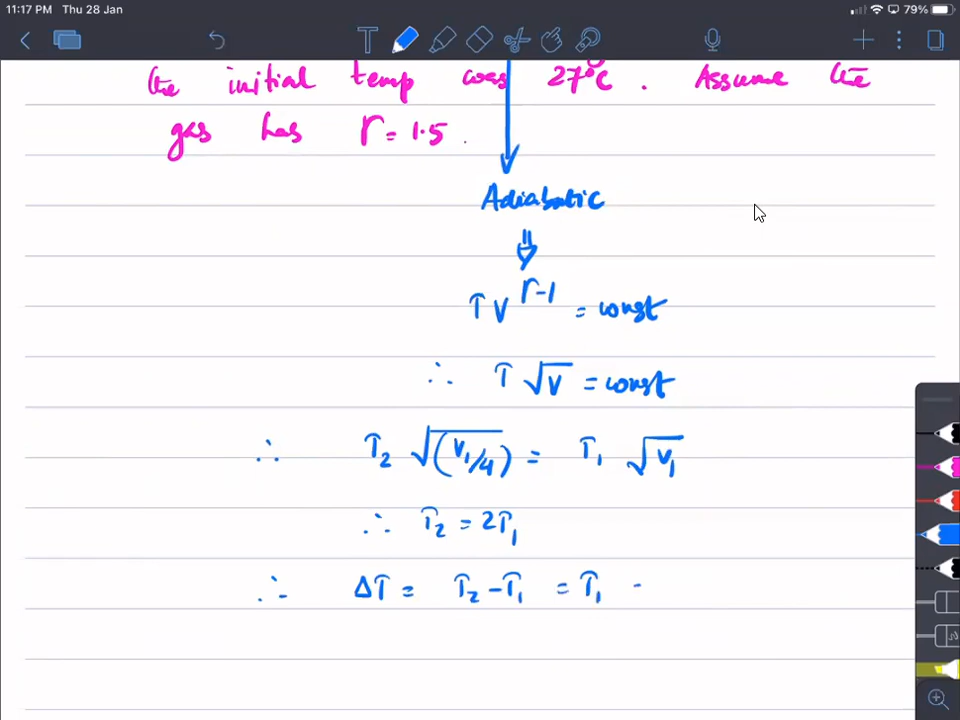 11:17 PM Thu 28 Jan 79%
T
the initial temp was 27°C . Assume the
gas has r = 1.5 .
Adiabatic
⇓
TV^{r-1} = const
∴ T √V = const
∴ T₂ √(V₁/4) = T₁ √V₁
∴ T₂ = 2T₁
∴ ΔT = T₂ - T₁ = T₁ -